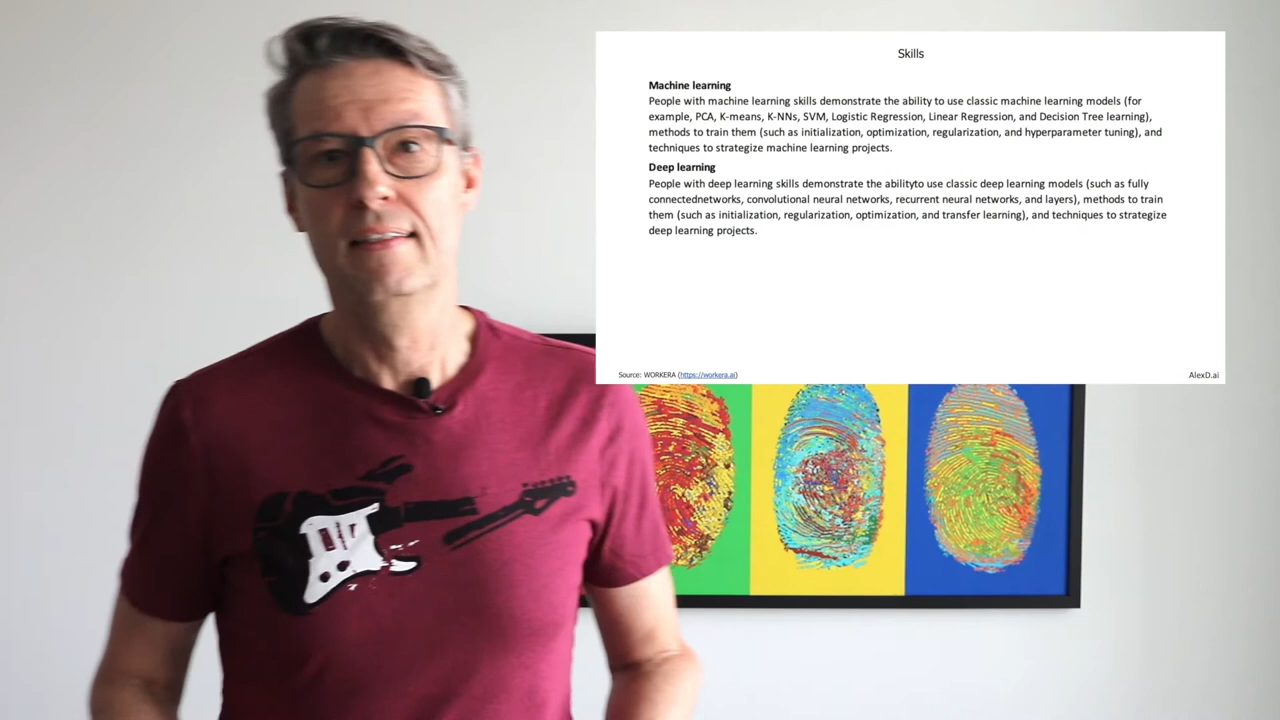 Skills
Machine learning
People with machine learning skills demonstrate the ability to use classic machine learning models (for
example, PCA, K-means, K-NNs, SVM, Logistic Regression, Linear Regression, and Decision Tree learning),
methods to train them (such as initialization, optimization, regularization, and hyperparameter tuning), and
techniques to strategize machine learning projects.
Deep learning
People with deep learning skills demonstrate the abilityto use classic deep learning models (such as fully
connectednetworks, convolutional neural networks, recurrent neural networks, and layers), methods to train
them (such as initialization, regularization, optimization, and transfer learning), and techniques to strategize
deep learning projects.
Source: WORKERA (https://workera.ai)
AlexD.ai